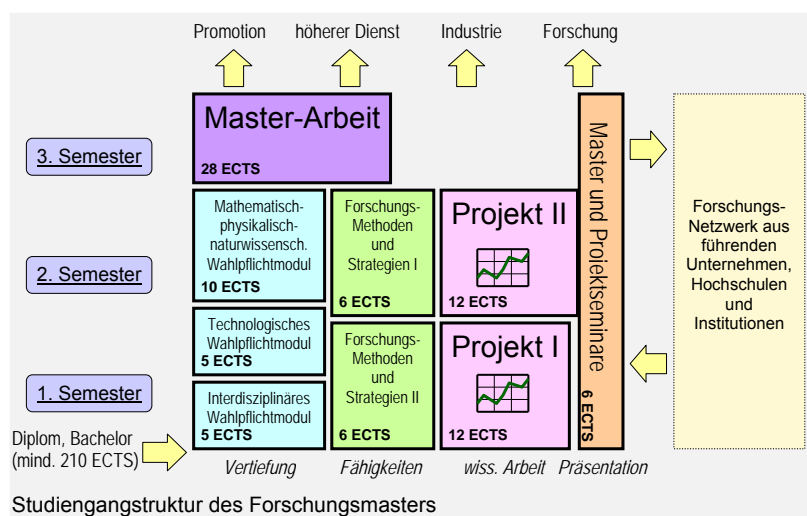 Promotion
höherer Dienst
Industrie
Forschung
3. Semester
Master-Arbeit
28 ECTS
Master und Projektseminare
6 ECTS
2. Semester
Mathematisch-
physikalisch-
naturwissensch.
Wahlpflichtmodul
10 ECTS
Forschungs-
Methoden
und
Strategien I
6 ECTS
Projekt II
12 ECTS
Forschungs-
Netzwerk aus
führenden
Unternehmen,
Hochschulen
und
Institutionen
Technologisches
Wahlpflichtmodul
5 ECTS
1. Semester
Interdisziplinäres
Wahlpflichtmodul
5 ECTS
Forschungs-
Methoden
und
Strategien II
6 ECTS
Projekt I
12 ECTS
Diplom, Bachelor
(mind. 210 ECTS)
Vertiefung
Fähigkeiten
wiss. Arbeit
Präsentation
Studiengangstruktur des Forschungsmasters